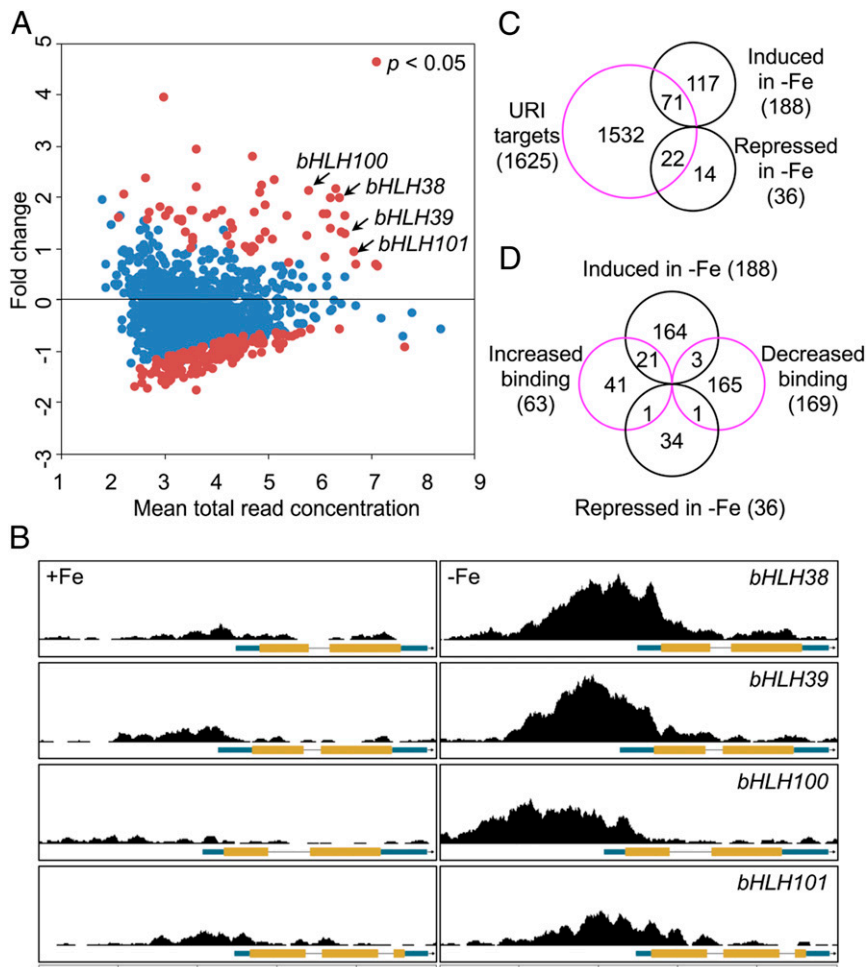 A
5
4
3
2
1
0
-1
-2
-3
Fold change
p < 0.05
bHLH100
bHLH38
bHLH39
bHLH101
1 2 3 4 5 6 7 8 9
Mean total read concentration
C
URI
targets
(1625)
1532
71
117
22
14
Induced
in -Fe
(188)
Repressed
in -Fe
(36)
D
Induced in -Fe (188)
164
21
3
Increased
binding
(63)
41
165
Decreased
binding
(169)
1
1
34
Repressed in -Fe (36)
B
+Fe
-Fe
bHLH38
bHLH39
bHLH100
bHLH101